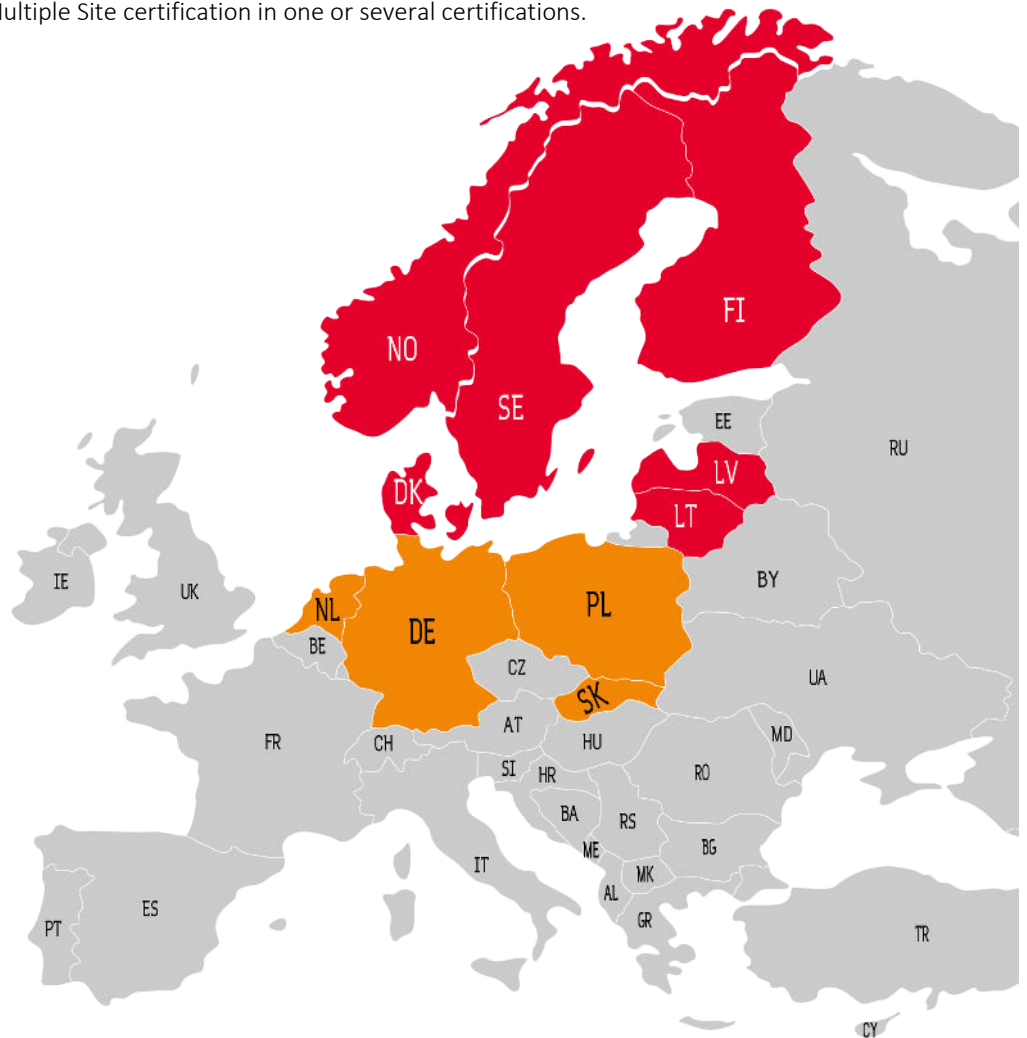 Multiple Site certification in one or several certifications.
NO
FI
SE
EE
RU
LV
DK
LT
IE
UK
BY
NL
PL
DE
BE
CZ
UA
SK
AT
MD
FR
CH
HU
SI
HR
RO
BA
RS
BG
ME
IT
MK
AL
ES
GR
PT
TR
CY